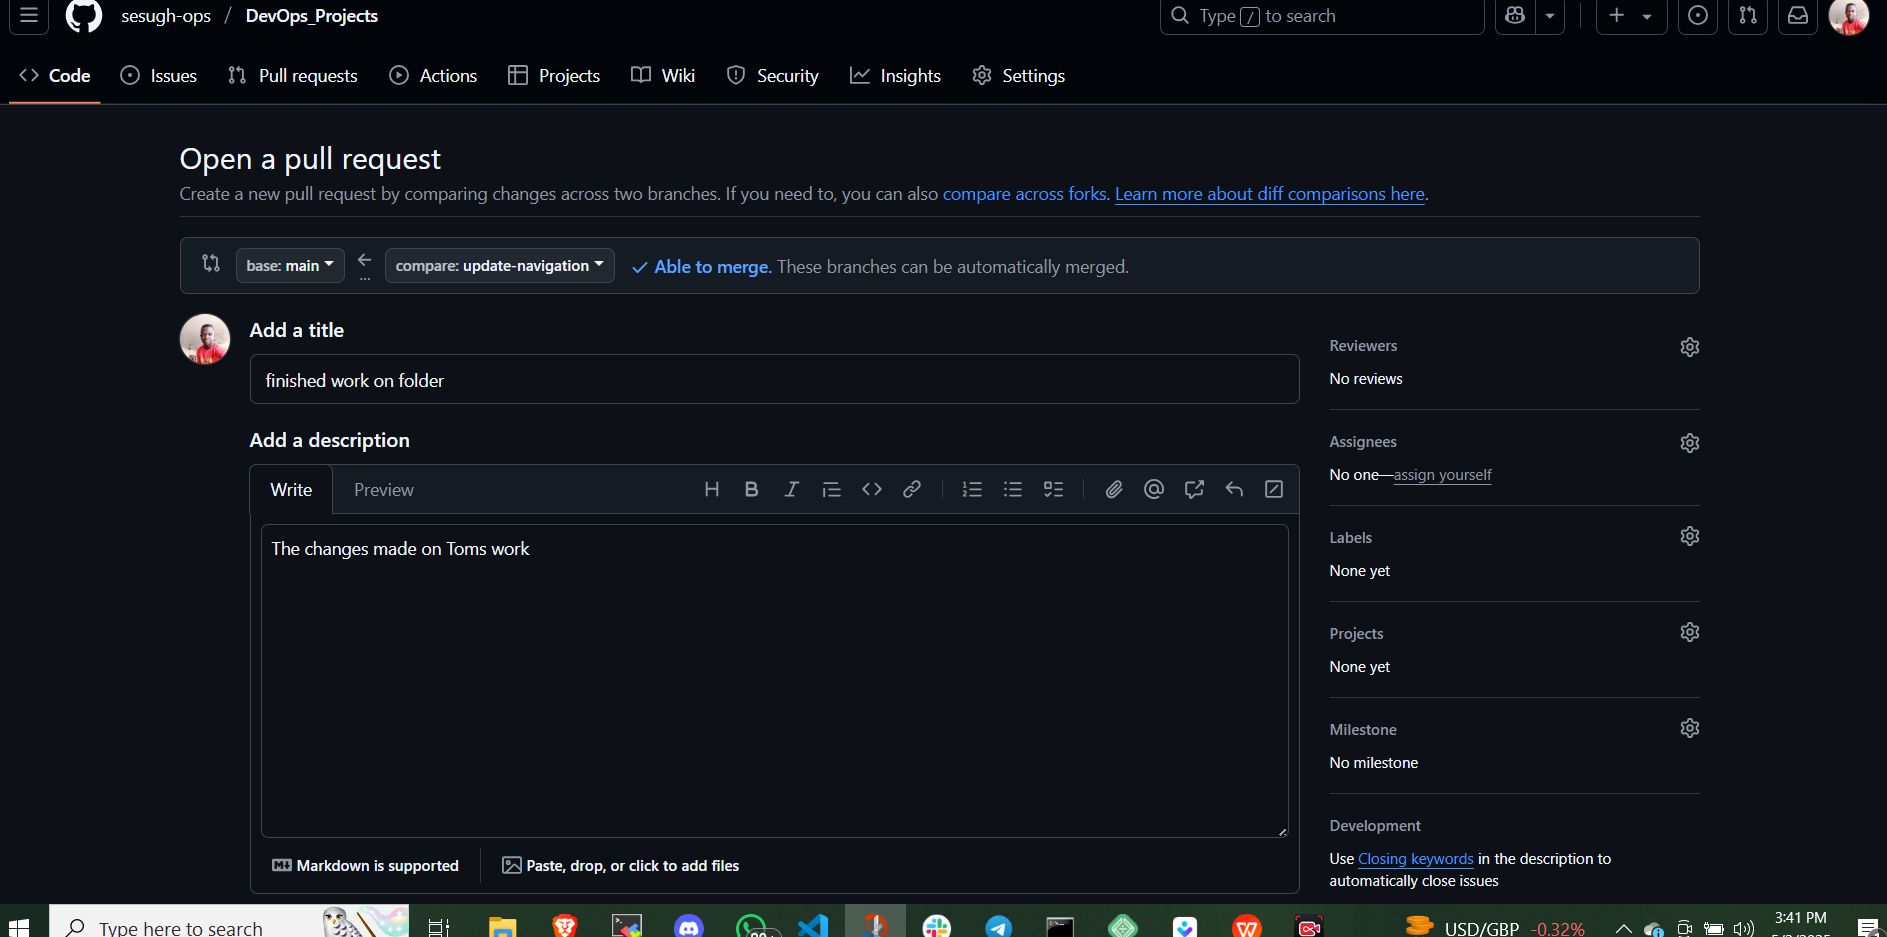 sesugh-ops / DevOps_Projects
Type / to search
Code Issues Pull requests Actions Projects Wiki Security Insights Settings
Open a pull request
Create a new pull request by comparing changes across two branches. If you need to, you can also compare across forks. Learn more about diff comparisons here.
base: main ... compare: update-navigation Able to merge. These branches can be automatically merged.
Add a title
finished work on folder
Add a description
Write Preview
The changes made on Toms work
Markdown is supported
Paste, drop, or click to add files
Reviewers
No reviews
Assignees
No one—assign yourself
Labels
None yet
Projects
None yet
Milestone
No milestone
Development
Use Closing keywords in the description to
automatically close issues
Type here to search
USD/GBP -0.32%
3:41 PM